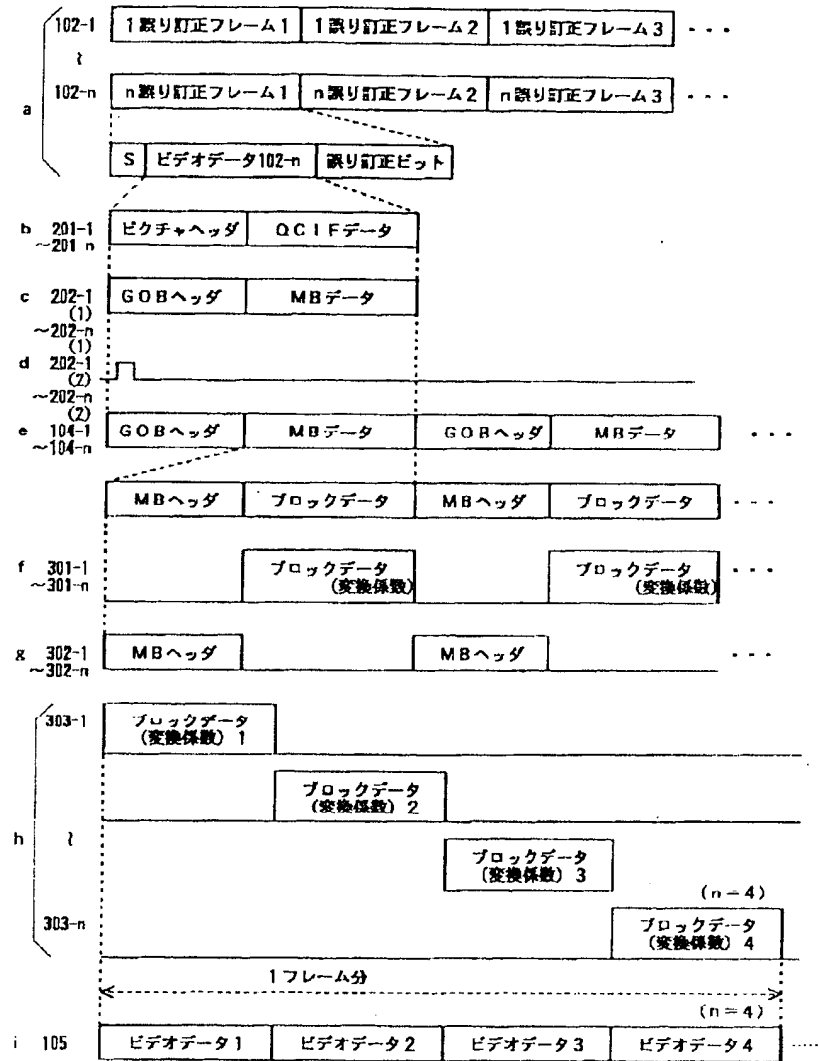 a
102-1 1誤り訂正フレーム1 1誤り訂正フレーム2 1誤り訂正フレーム3 ・・・
〜
102-n n誤り訂正フレーム1 n誤り訂正フレーム2 n誤り訂正フレーム3 ・・・
S ビデオデータ102-n 誤り訂正ビット
b 201-1 ピクチャヘッダ QCIFデータ
〜201 n
c 202-1 GOBヘッダ MBデータ
(1)
〜202-n
(1)
d 202-1
(2)
〜202-n
(2)
e 104-1 GOBヘッダ MBデータ GOBヘッダ MBデータ ・・・
〜104-n
MBヘッダ ブロックデータ MBヘッダ ブロックデータ ・・・
f 301-1 ブロックデータ ブロックデータ ・・・
〜301-n (変換係数) (変換係数)
g 302-1 MBヘッダ MBヘッダ ・・・
〜302-n
h
303-1 ブロックデータ
(変換係数) 1
ブロックデータ
(変換係数) 2
〜
ブロックデータ
(変換係数) 3
(n=4)
303-n ブロックデータ
(変換係数) 4
1フレーム分
(n=4)
i 105 ビデオデータ1 ビデオデータ2 ビデオデータ3 ビデオデータ4 ……